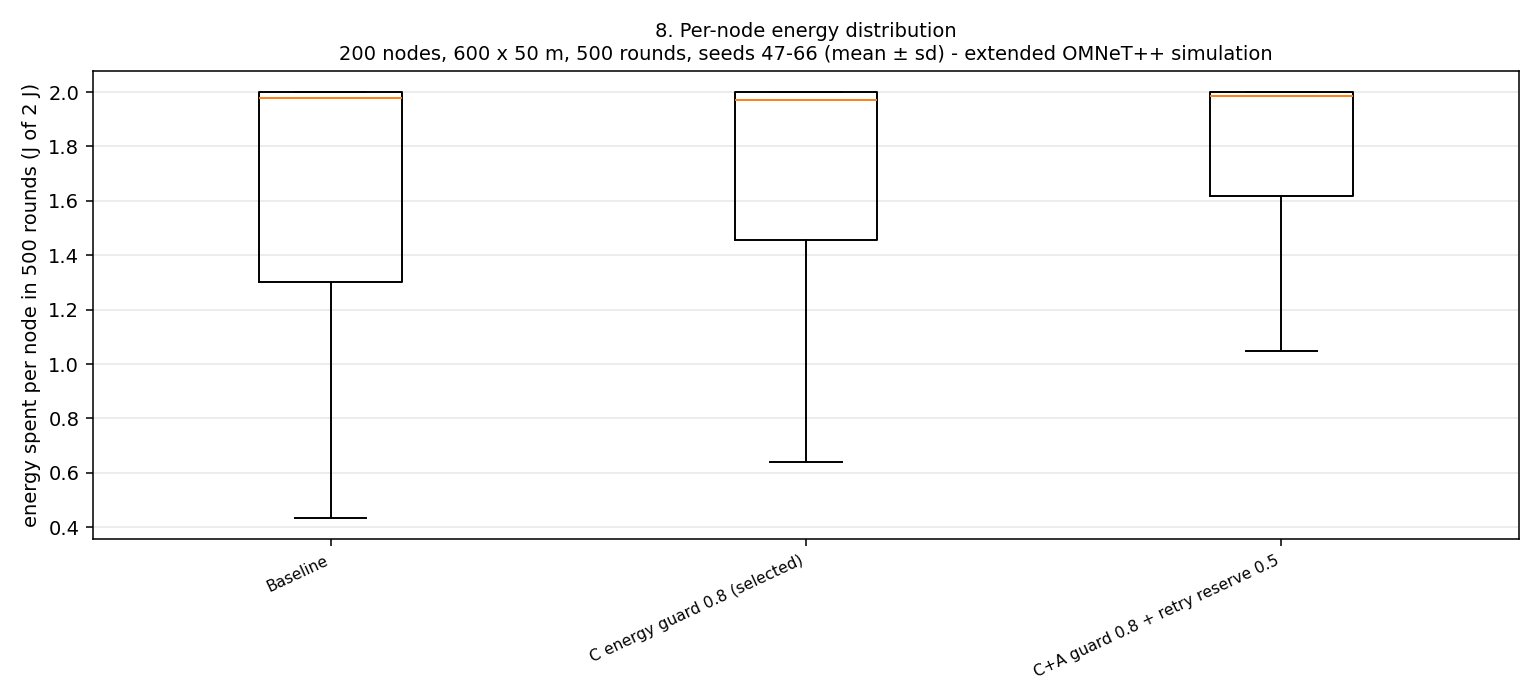 8. Per-node energy distribution
200 nodes, 600 x 50 m, 500 rounds, seeds 47-66 (mean ± sd) - extended OMNeT++ simulation
energy spent per node in 500 rounds (J of 2 J)
2.0
1.8
1.6
1.4
1.2
1.0
0.8
0.6
0.4
Baseline
C energy guard 0.8 (selected)
C+A guard 0.8 + retry reserve 0.5